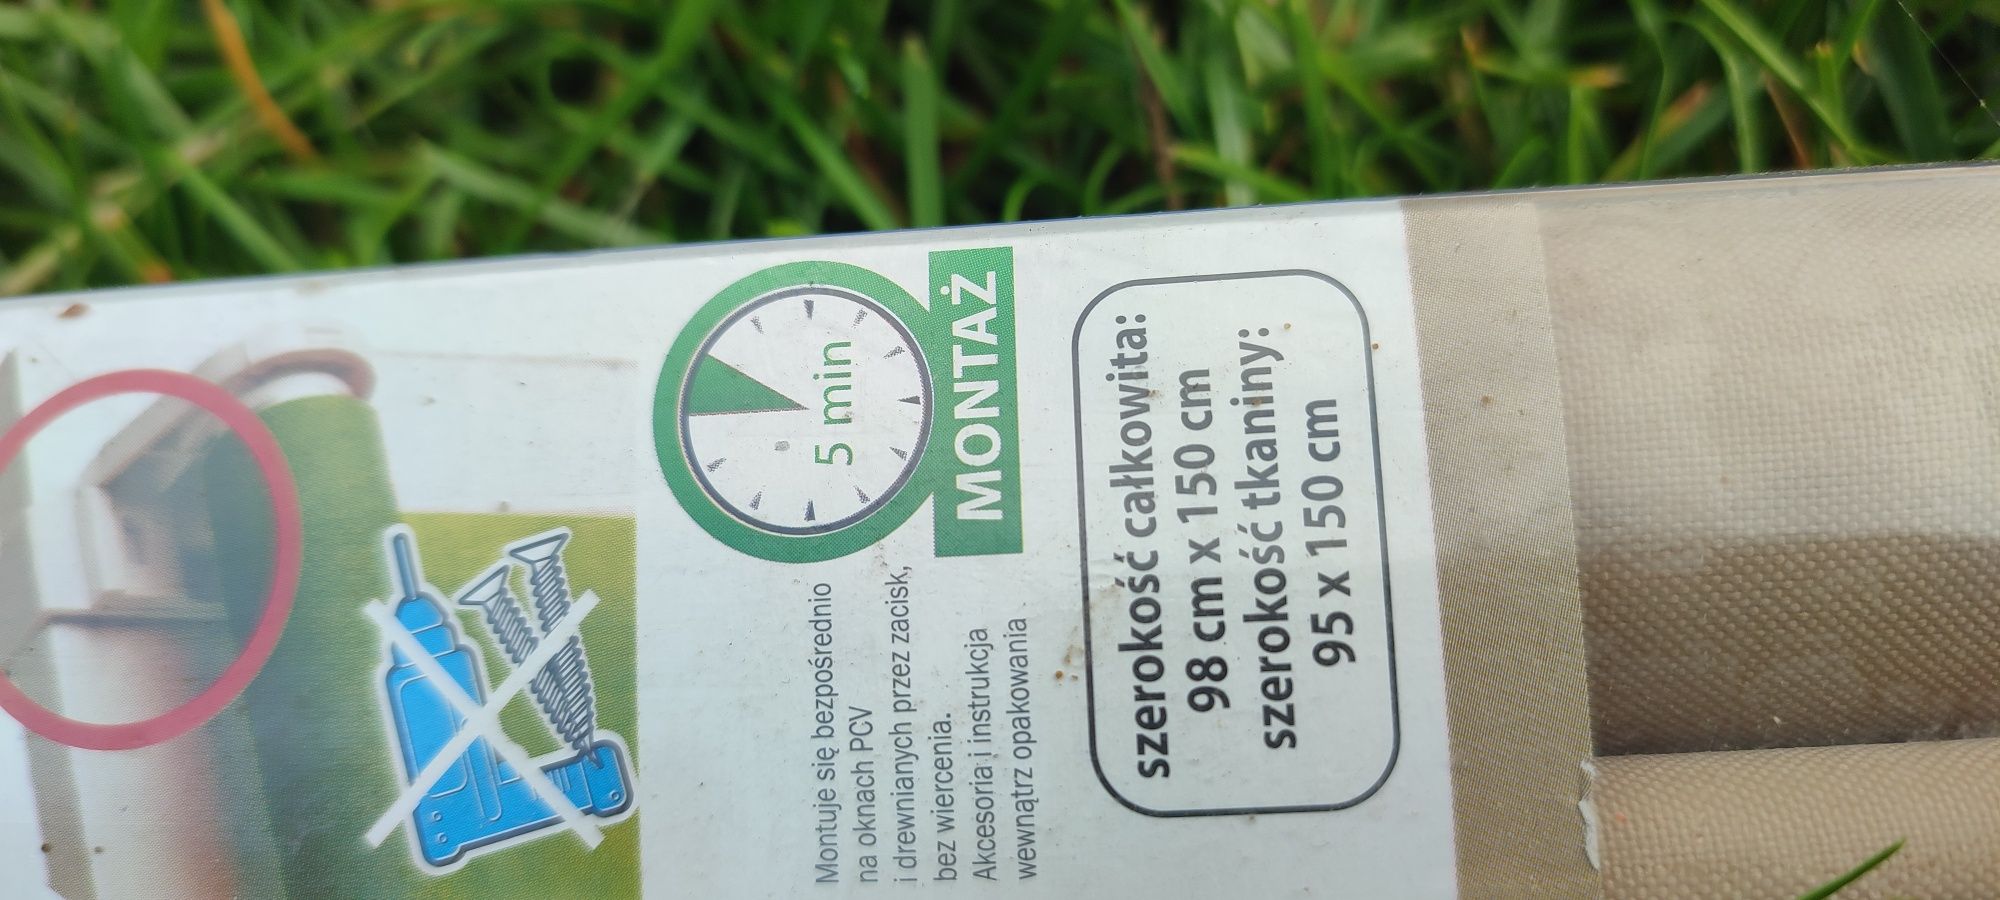 5 min
MONTAŻ
Montuje się bezpośrednio
na oknach PCV
i drewnianych przez zacisk,
bez wiercenia.
Akcesoria i instrukcja
wewnątrz opakowania
szerokość całkowita:
98 cm x 150 cm
szerokość tkaniny:
95 x 150 cm